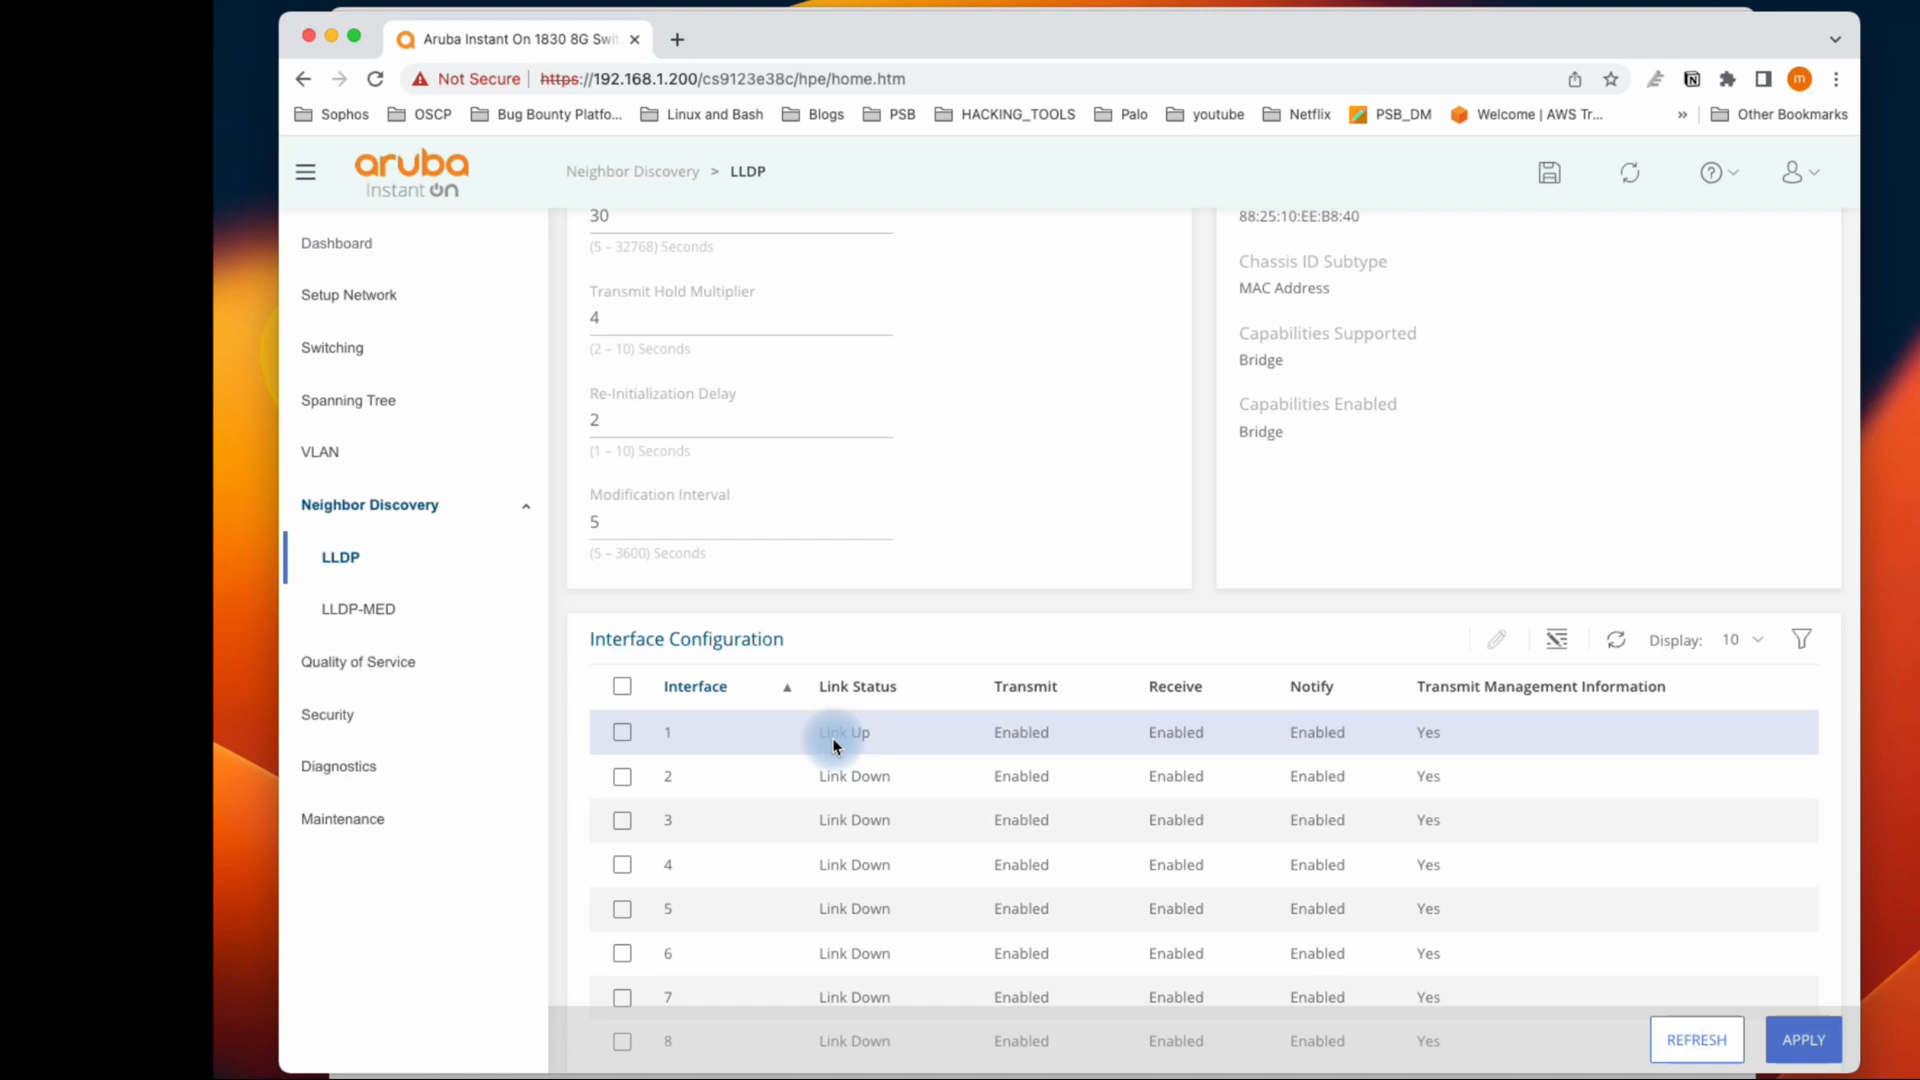 Aruba Instant On 1830 8G Swit
Not Secure https://192.168.1.200/cs9123e38c/hpe/home.htm m
Sophos OSCP Bug Bounty Platfo... Linux and Bash Blogs PSB HACKING_TOOLS Palo youtube Netflix PSB_DM Welcome | AWS Tr... » Other Bookmarks
aruba
Instant On
Neighbor Discovery > LLDP
Dashboard
Setup Network
Switching
Spanning Tree
VLAN
Neighbor Discovery
LLDP
LLDP-MED
Quality of Service
Security
Diagnostics
Maintenance
30
(5 – 32768) Seconds
Transmit Hold Multiplier
4
(2 – 10) Seconds
Re-Initialization Delay
2
(1 – 10) Seconds
Modification Interval
5
(5 – 3600) Seconds
88:25:10:EE:B8:40
Chassis ID Subtype
MAC Address
Capabilities Supported
Bridge
Capabilities Enabled
Bridge
Interface Configuration Display: 10
Interface Link Status Transmit Receive Notify Transmit Management Information
1 Link Up Enabled Enabled Enabled Yes
2 Link Down Enabled Enabled Enabled Yes
3 Link Down Enabled Enabled Enabled Yes
4 Link Down Enabled Enabled Enabled Yes
5 Link Down Enabled Enabled Enabled Yes
6 Link Down Enabled Enabled Enabled Yes
7 Link Down Enabled Enabled Enabled Yes
8 Link Down Enabled Enabled Enabled Yes
REFRESH APPLY